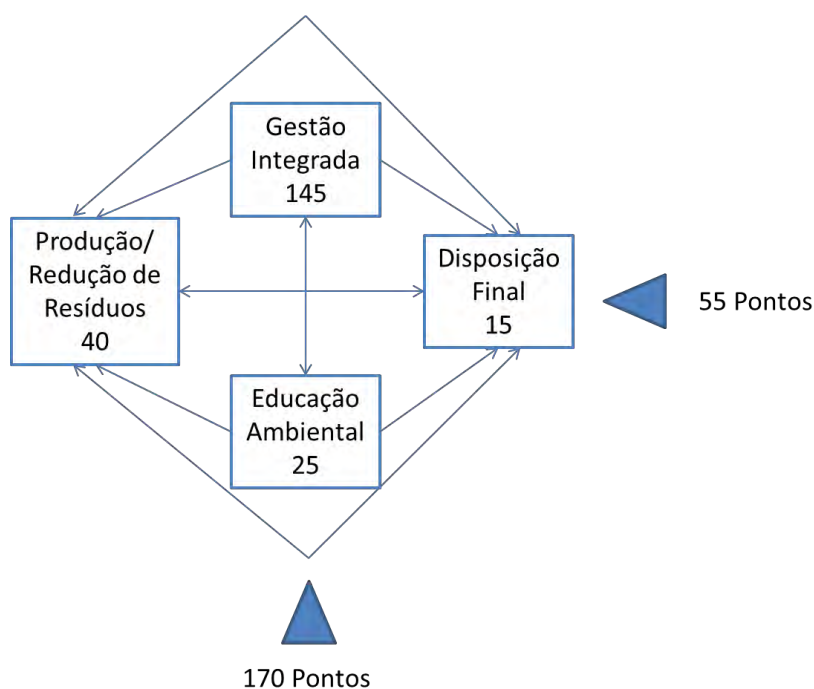 Gestão
Integrada
145
Produção/
Redução de
Resíduos
40
Disposição
Final
15
55 Pontos
Educação
Ambiental
25
170 Pontos